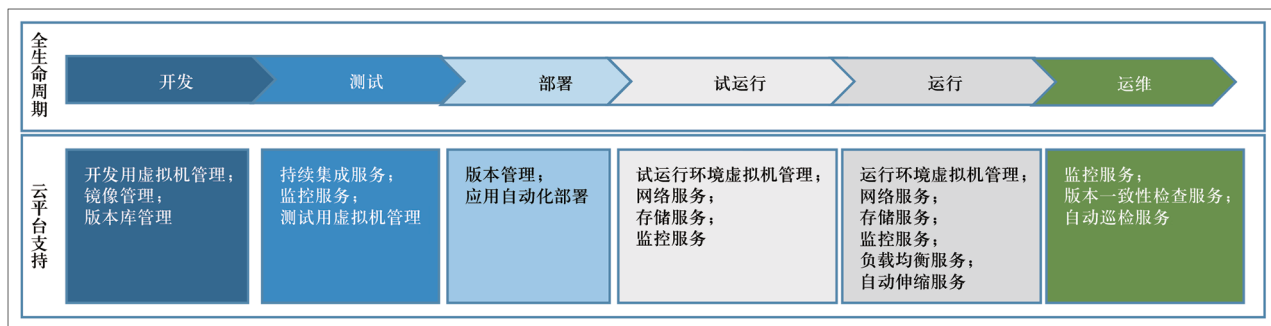 全生命周期
开发
测试
部署
试运行
运行
运维
云平台支持
开发用虚拟机管理；
镜像管理；
版本库管理
持续集成服务；
监控服务；
测试用虚拟机管理
版本管理；
应用自动化部署
试运行环境虚拟机管理；
网络服务；
存储服务；
监控服务
运行环境虚拟机管理；
网络服务；
存储服务；
监控服务；
负载均衡服务；
自动伸缩服务
监控服务；
版本一致性检查服务；
自动巡检服务